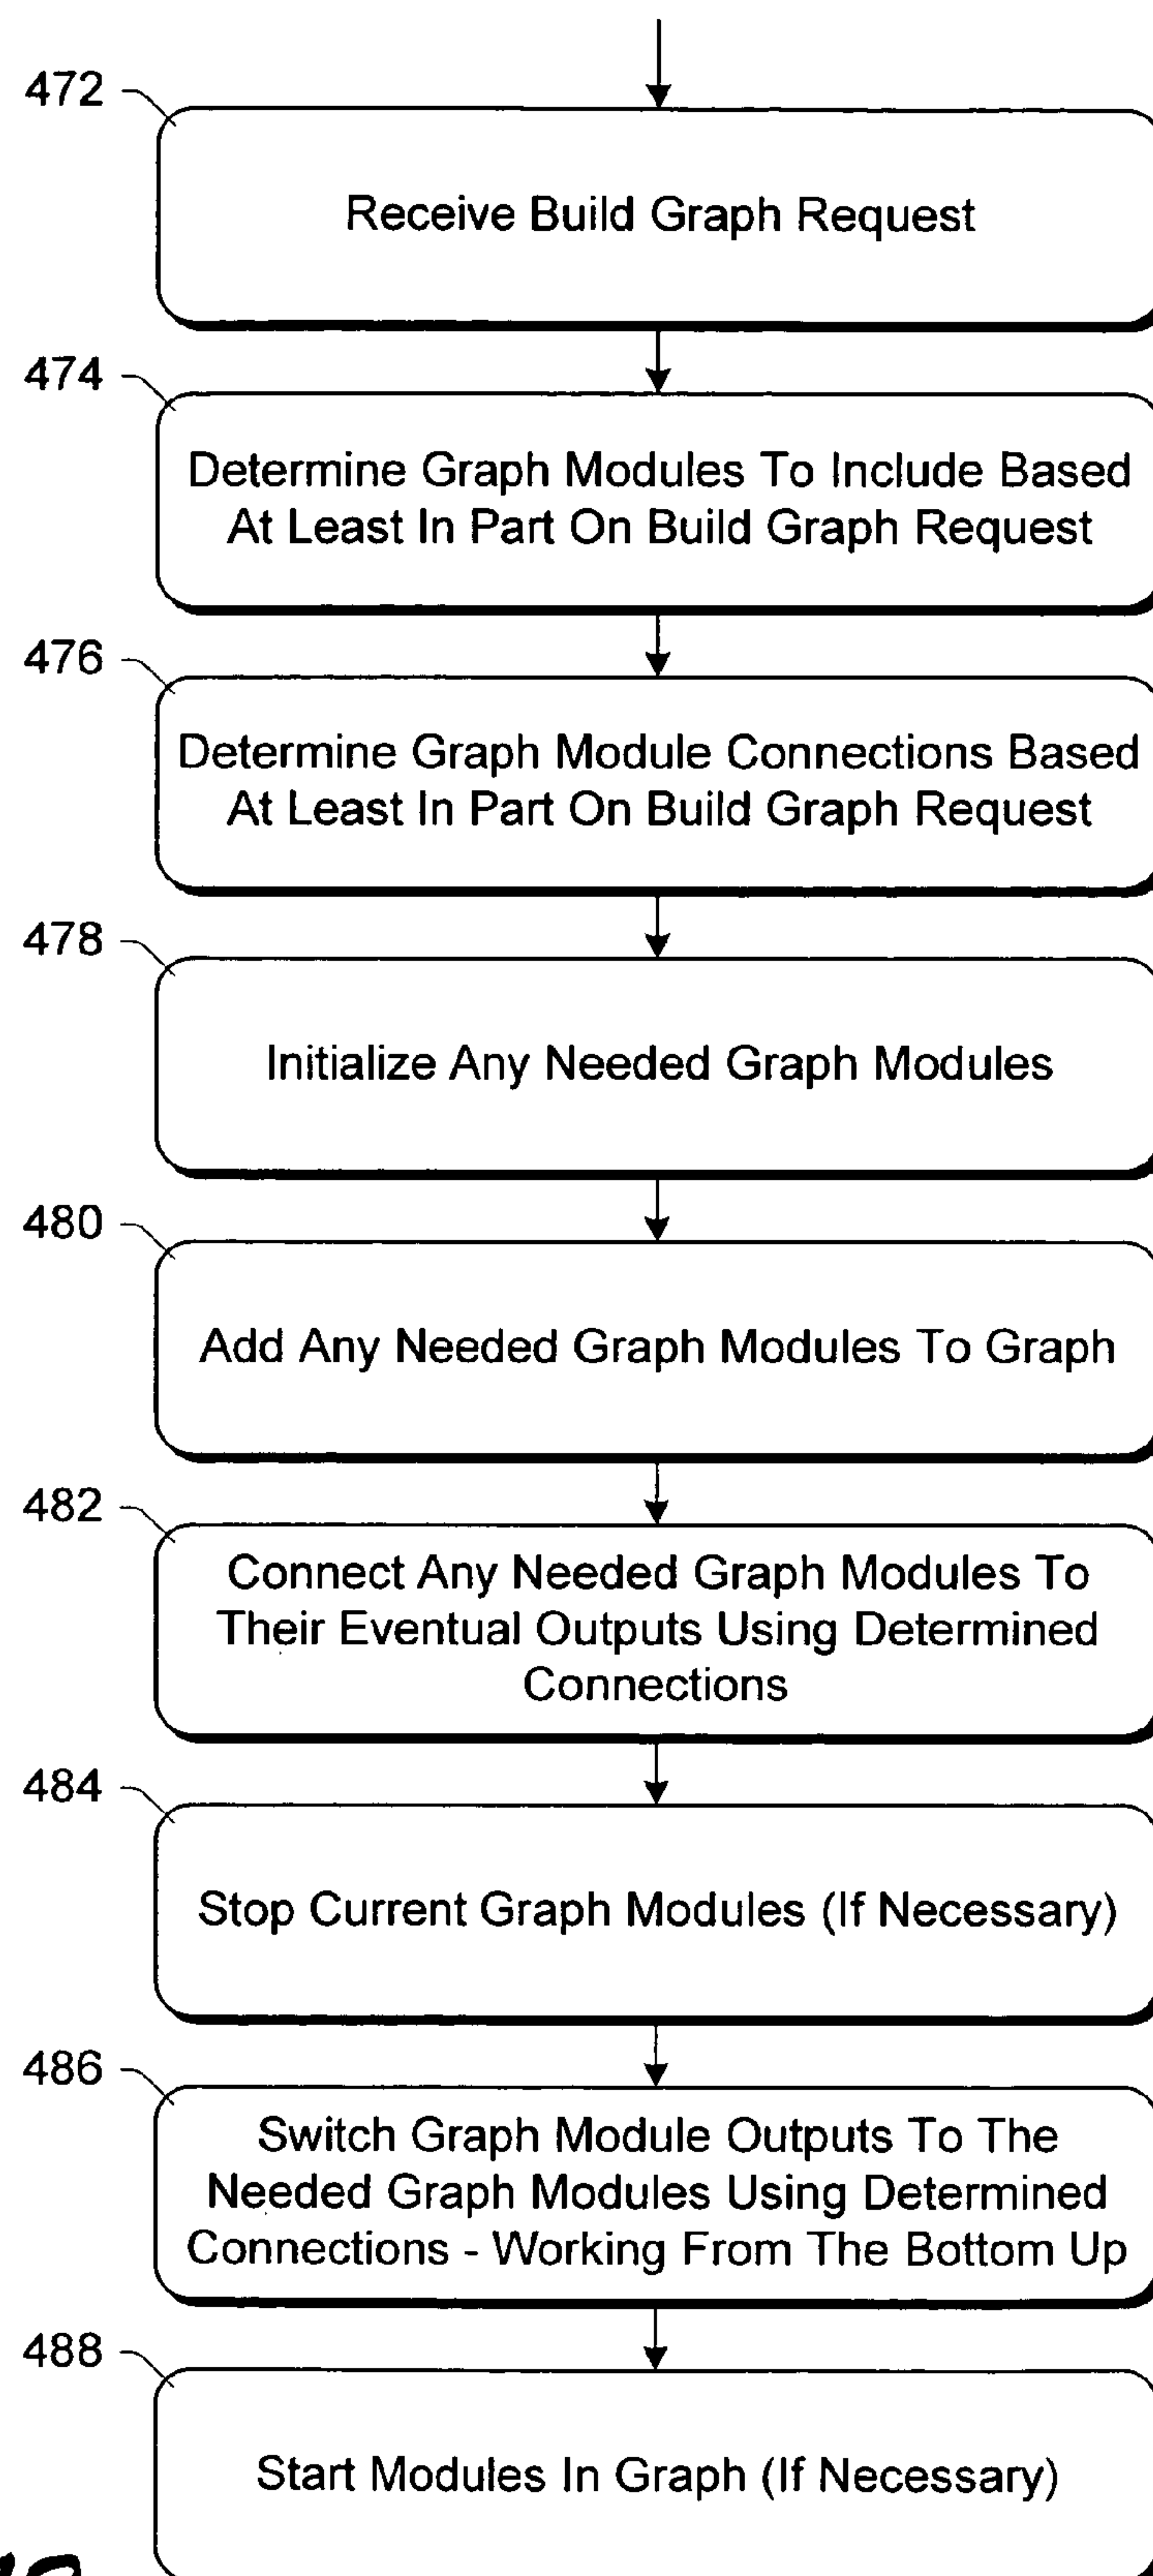 472
Receive Build Graph Request
474
Determine Graph Modules To Include Based
At Least In Part On Build Graph Request
476
Determine Graph Module Connections Based
At Least In Part On Build Graph Request
478
Initialize Any Needed Graph Modules
480
Add Any Needed Graph Modules To Graph
482
Connect Any Needed Graph Modules To
Their Eventual Outputs Using Determined
Connections
484
Stop Current Graph Modules (If Necessary)
486
Switch Graph Module Outputs To The
Needed Graph Modules Using Determined
Connections - Working From The Bottom Up
488
Start Modules In Graph (If Necessary)